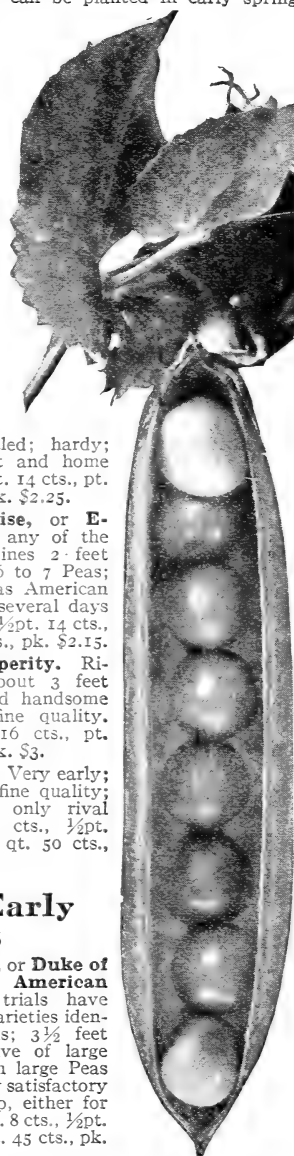 can be planted in early spring
led; hardy;
t and home
t. 14 cts., pt.
k. $2.25.
ise, or E-
any of the
ines 2 feet
6 to 7 Peas;
as American
several days
½pt. 14 cts.,
s., pk. $2.15.
perity. Ri-
bout 3 feet
d handsome
fine quality.
16 cts., pt.
k. $3.
Very early;
fine quality;
only rival
cts., ½pt.
qt. 50 cts.,
Early
or Duke of
American
trials have
arieties iden-
s; 3½ feet
ve of large
n large Peas
y satisfactory
p, either for
. 8 cts., ½pt.
. 45 cts., pk.